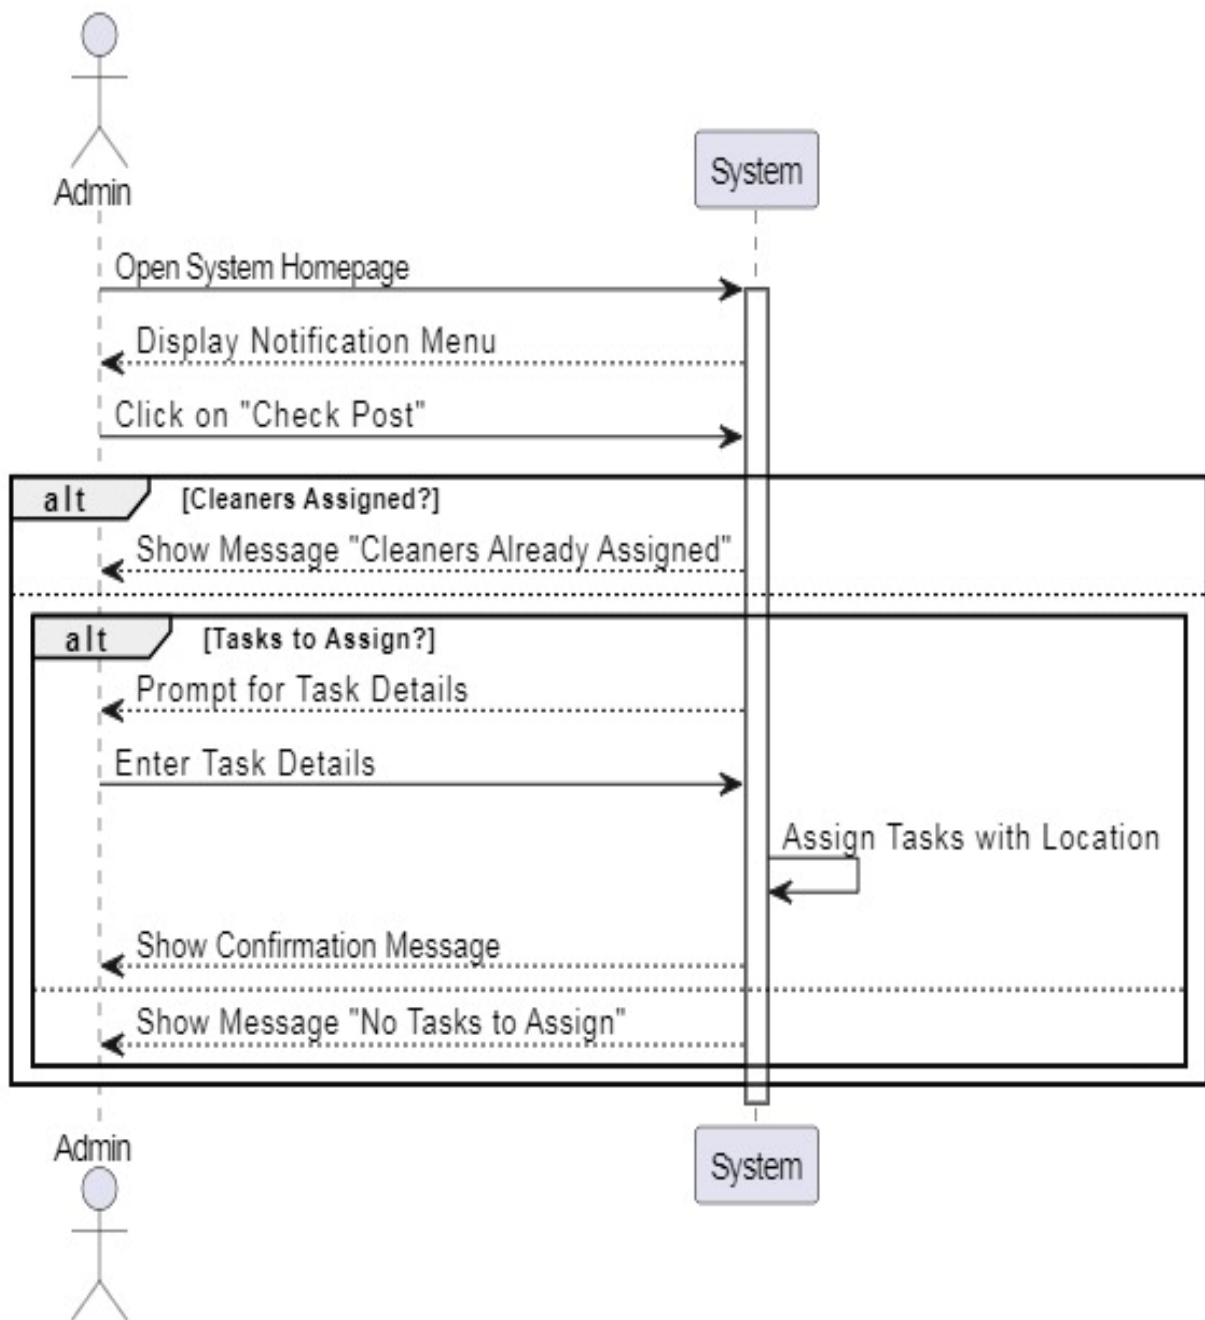 Admin
System
Open System Homepage
Display Notification Menu
Click on "Check Post"
alt [Cleaners Assigned?]
Show Message "Cleaners Already Assigned"
alt [Tasks to Assign?]
Prompt for Task Details
Enter Task Details
Assign Tasks with Location
Show Confirmation Message
Show Message "No Tasks to Assign"
Admin
System